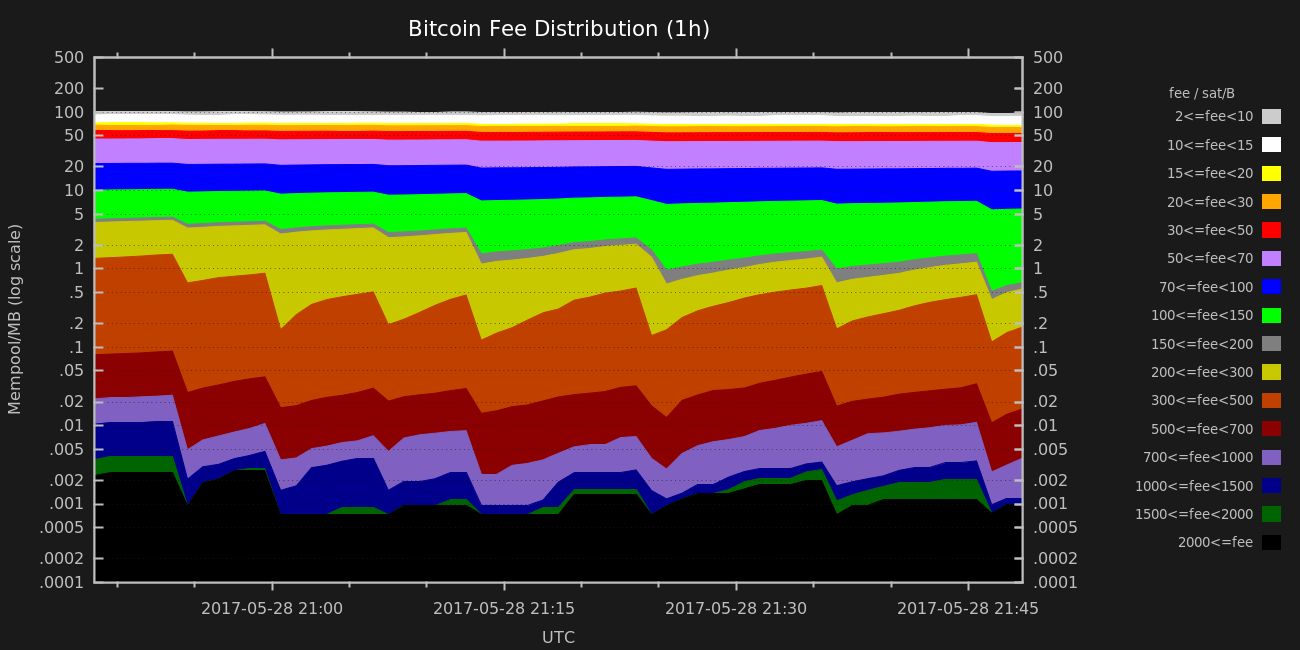 Bitcoin Fee Distribution (1h)
500 500
200 200
100 100
50 50
20 20
10 10
5 5
2 2
1 1
.5 .5
.2 .2
.1 .1
.05 .05
.02 .02
.01 .01
.005 .005
.002 .002
.001 .001
.0005 .0005
.0002 .0002
.0001 .0001
Mempool/MB (log scale)
2017-05-28 21:00 2017-05-28 21:15 2017-05-28 21:30 2017-05-28 21:45
UTC
fee / sat/B
2<=fee<10
10<=fee<15
15<=fee<20
20<=fee<30
30<=fee<50
50<=fee<70
70<=fee<100
100<=fee<150
150<=fee<200
200<=fee<300
300<=fee<500
500<=fee<700
700<=fee<1000
1000<=fee<1500
1500<=fee<2000
2000<=fee